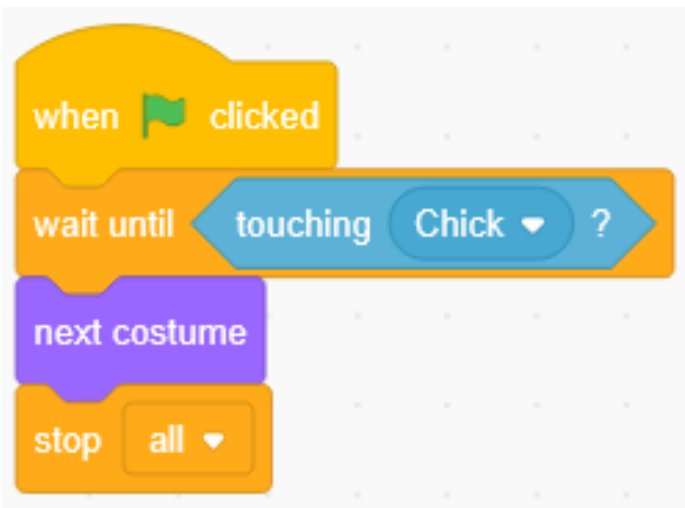 when clicked
wait until touching Chick ?
next costume
stop all